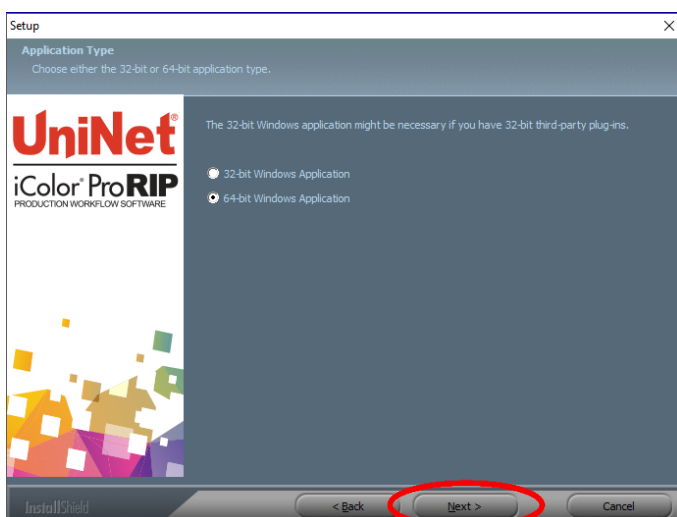 Setup
Application Type
Choose either the 32-bit or 64-bit application type.
UniNet®
The 32-bit Windows application might be necessary if you have 32-bit third-party plug-ins.
iColor® ProRIP
PRODUCTION WORKFLOW SOFTWARE
32-bit Windows Application
64-bit Windows Application
InstallShield
< Back
Next >
Cancel